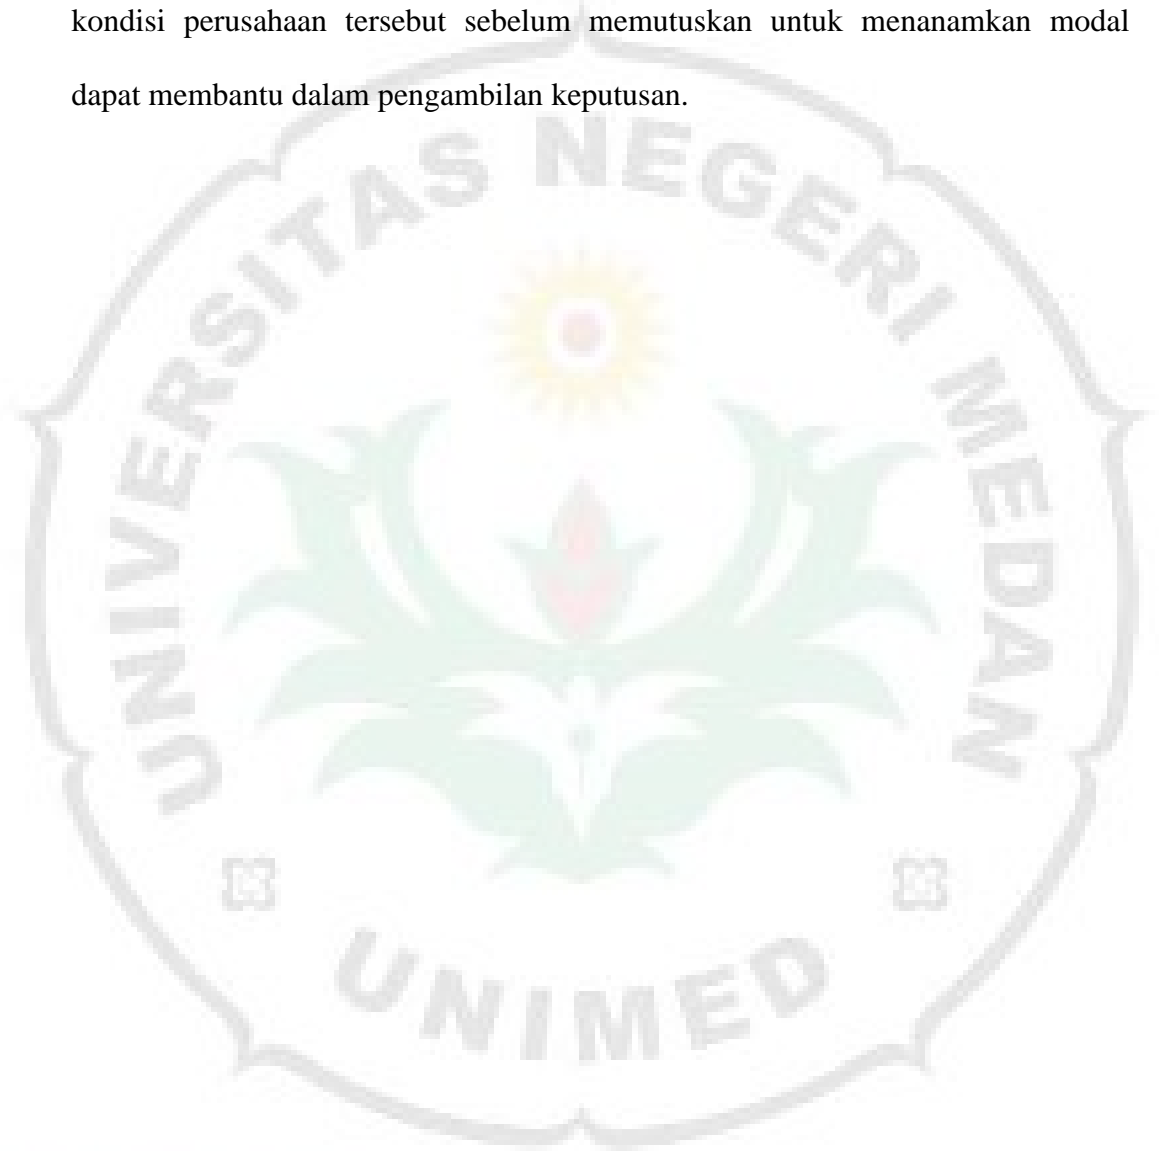 kondisi perusahaan tersebut sebelum memutuskan untuk menanamkan modal
dapat membantu dalam pengambilan keputusan.
UNIVERSITAS NEGERI MEDAN
UNIMED